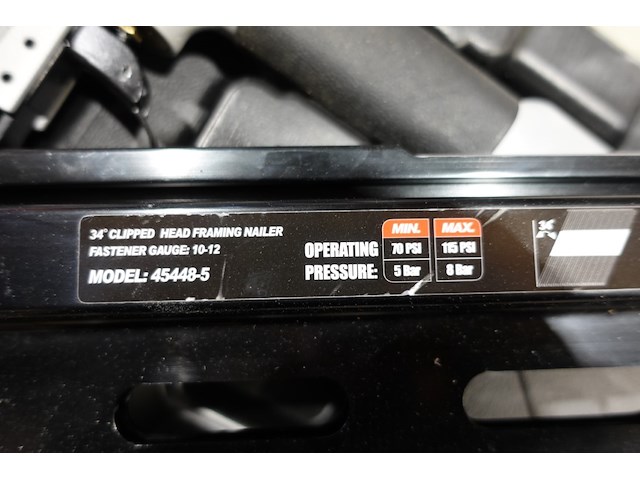 34° CLIPPED HEAD FRAMING NAILER
FASTENER GAUGE: 10-12
MODEL: 45448-5
OPERATING
PRESSURE:
MIN. MAX.
70 PSI 115 PSI
5 Bar 8 Bar